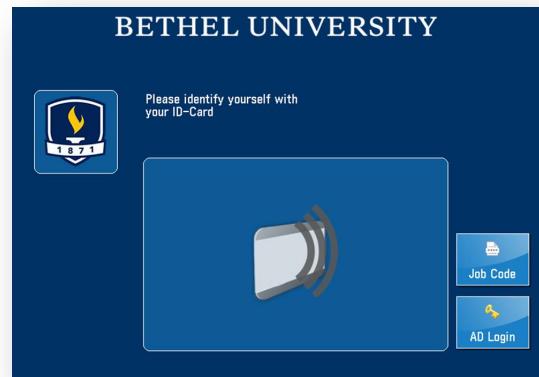 BETHEL UNIVERSITY
Please identify yourself with
your ID-Card
1871
Job Code
AD Login